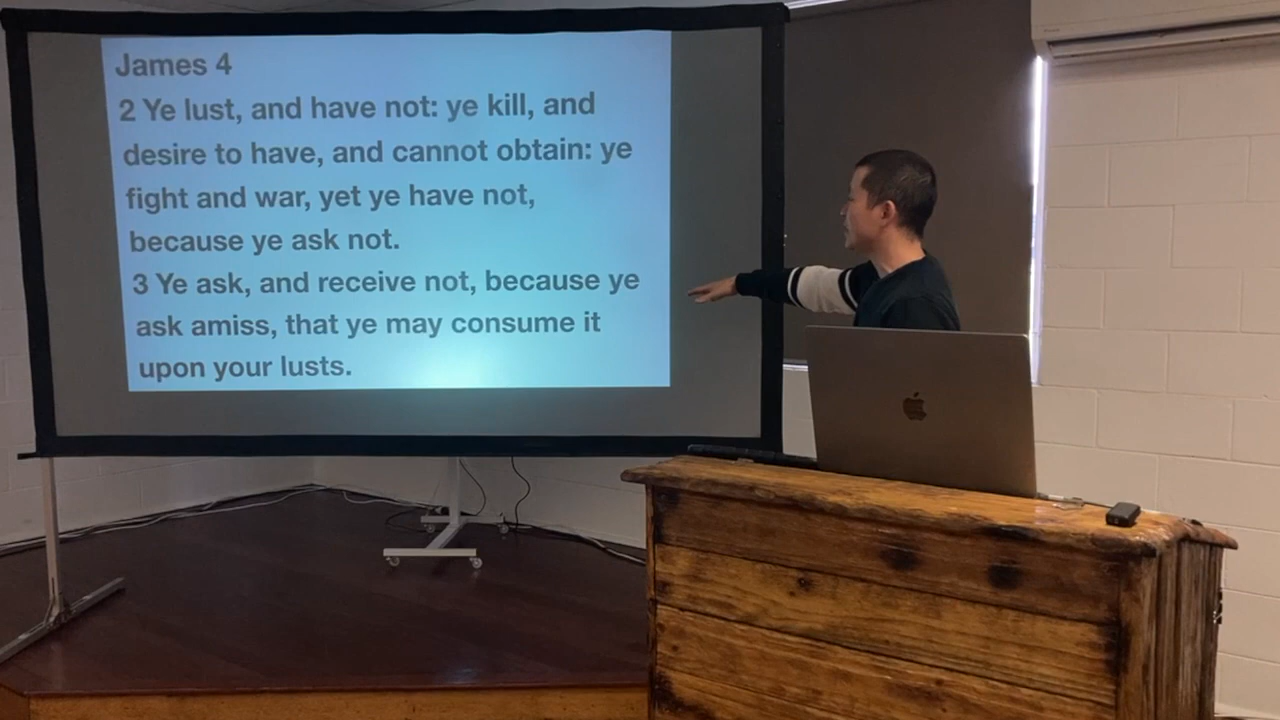 James 4
2 Ye lust, and have not: ye kill, and
desire to have, and cannot obtain: ye
fight and war, yet ye have not,
because ye ask not.
3 Ye ask, and receive not, because ye
ask amiss, that ye may consume it
upon your lusts.